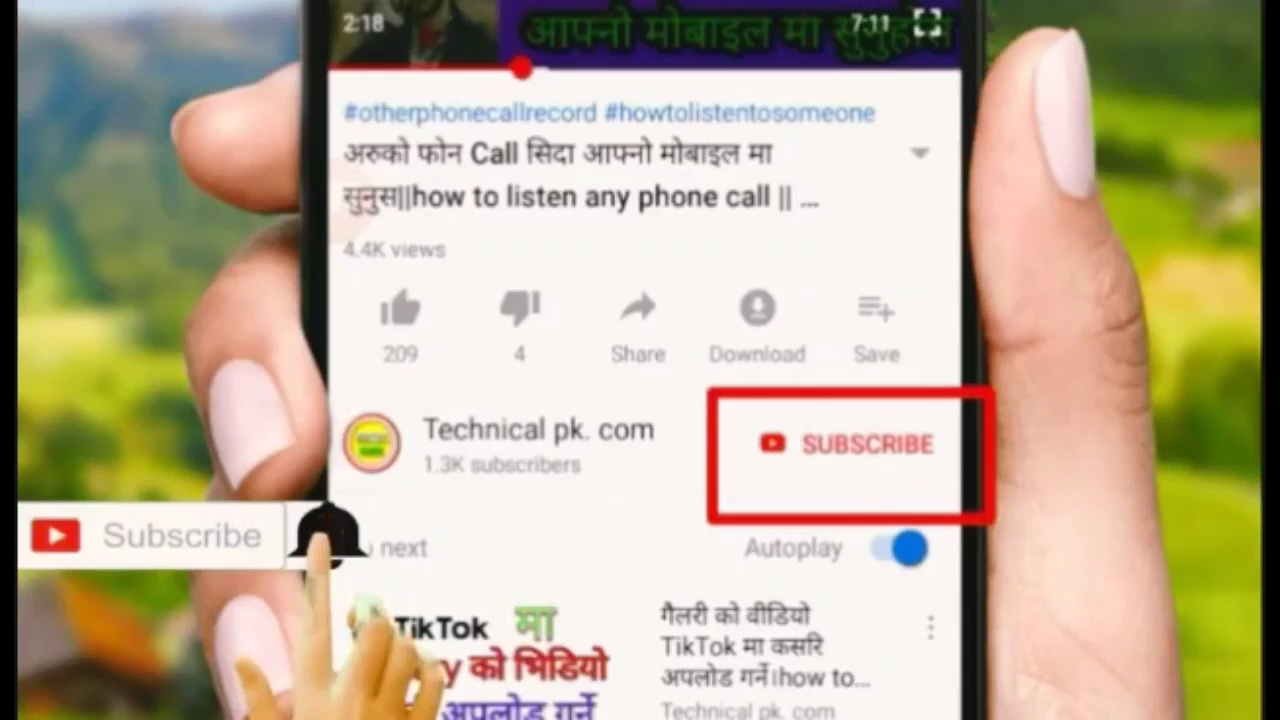 2:18
आफ्नो मोबाइल मा सुनुहोस
7:11
#otherphonecallrecord #howtolistentosomeone
अरुको फोन Call सिदा आफ्नो मोबाइल मा
सुनुस||how to listen any phone call || ...
4.4K views
209
4
Share
Download
Save
Technical pk. com
1.3K subscribers
SUBSCRIBE
Subscribe
next
Autoplay
TikTok मा
को भिडियो
अपलोड गर्ने
गैलरी को वीडियो
TikTok मा कसरि
अपलोड गर्ने।how to...
Technical pk. com